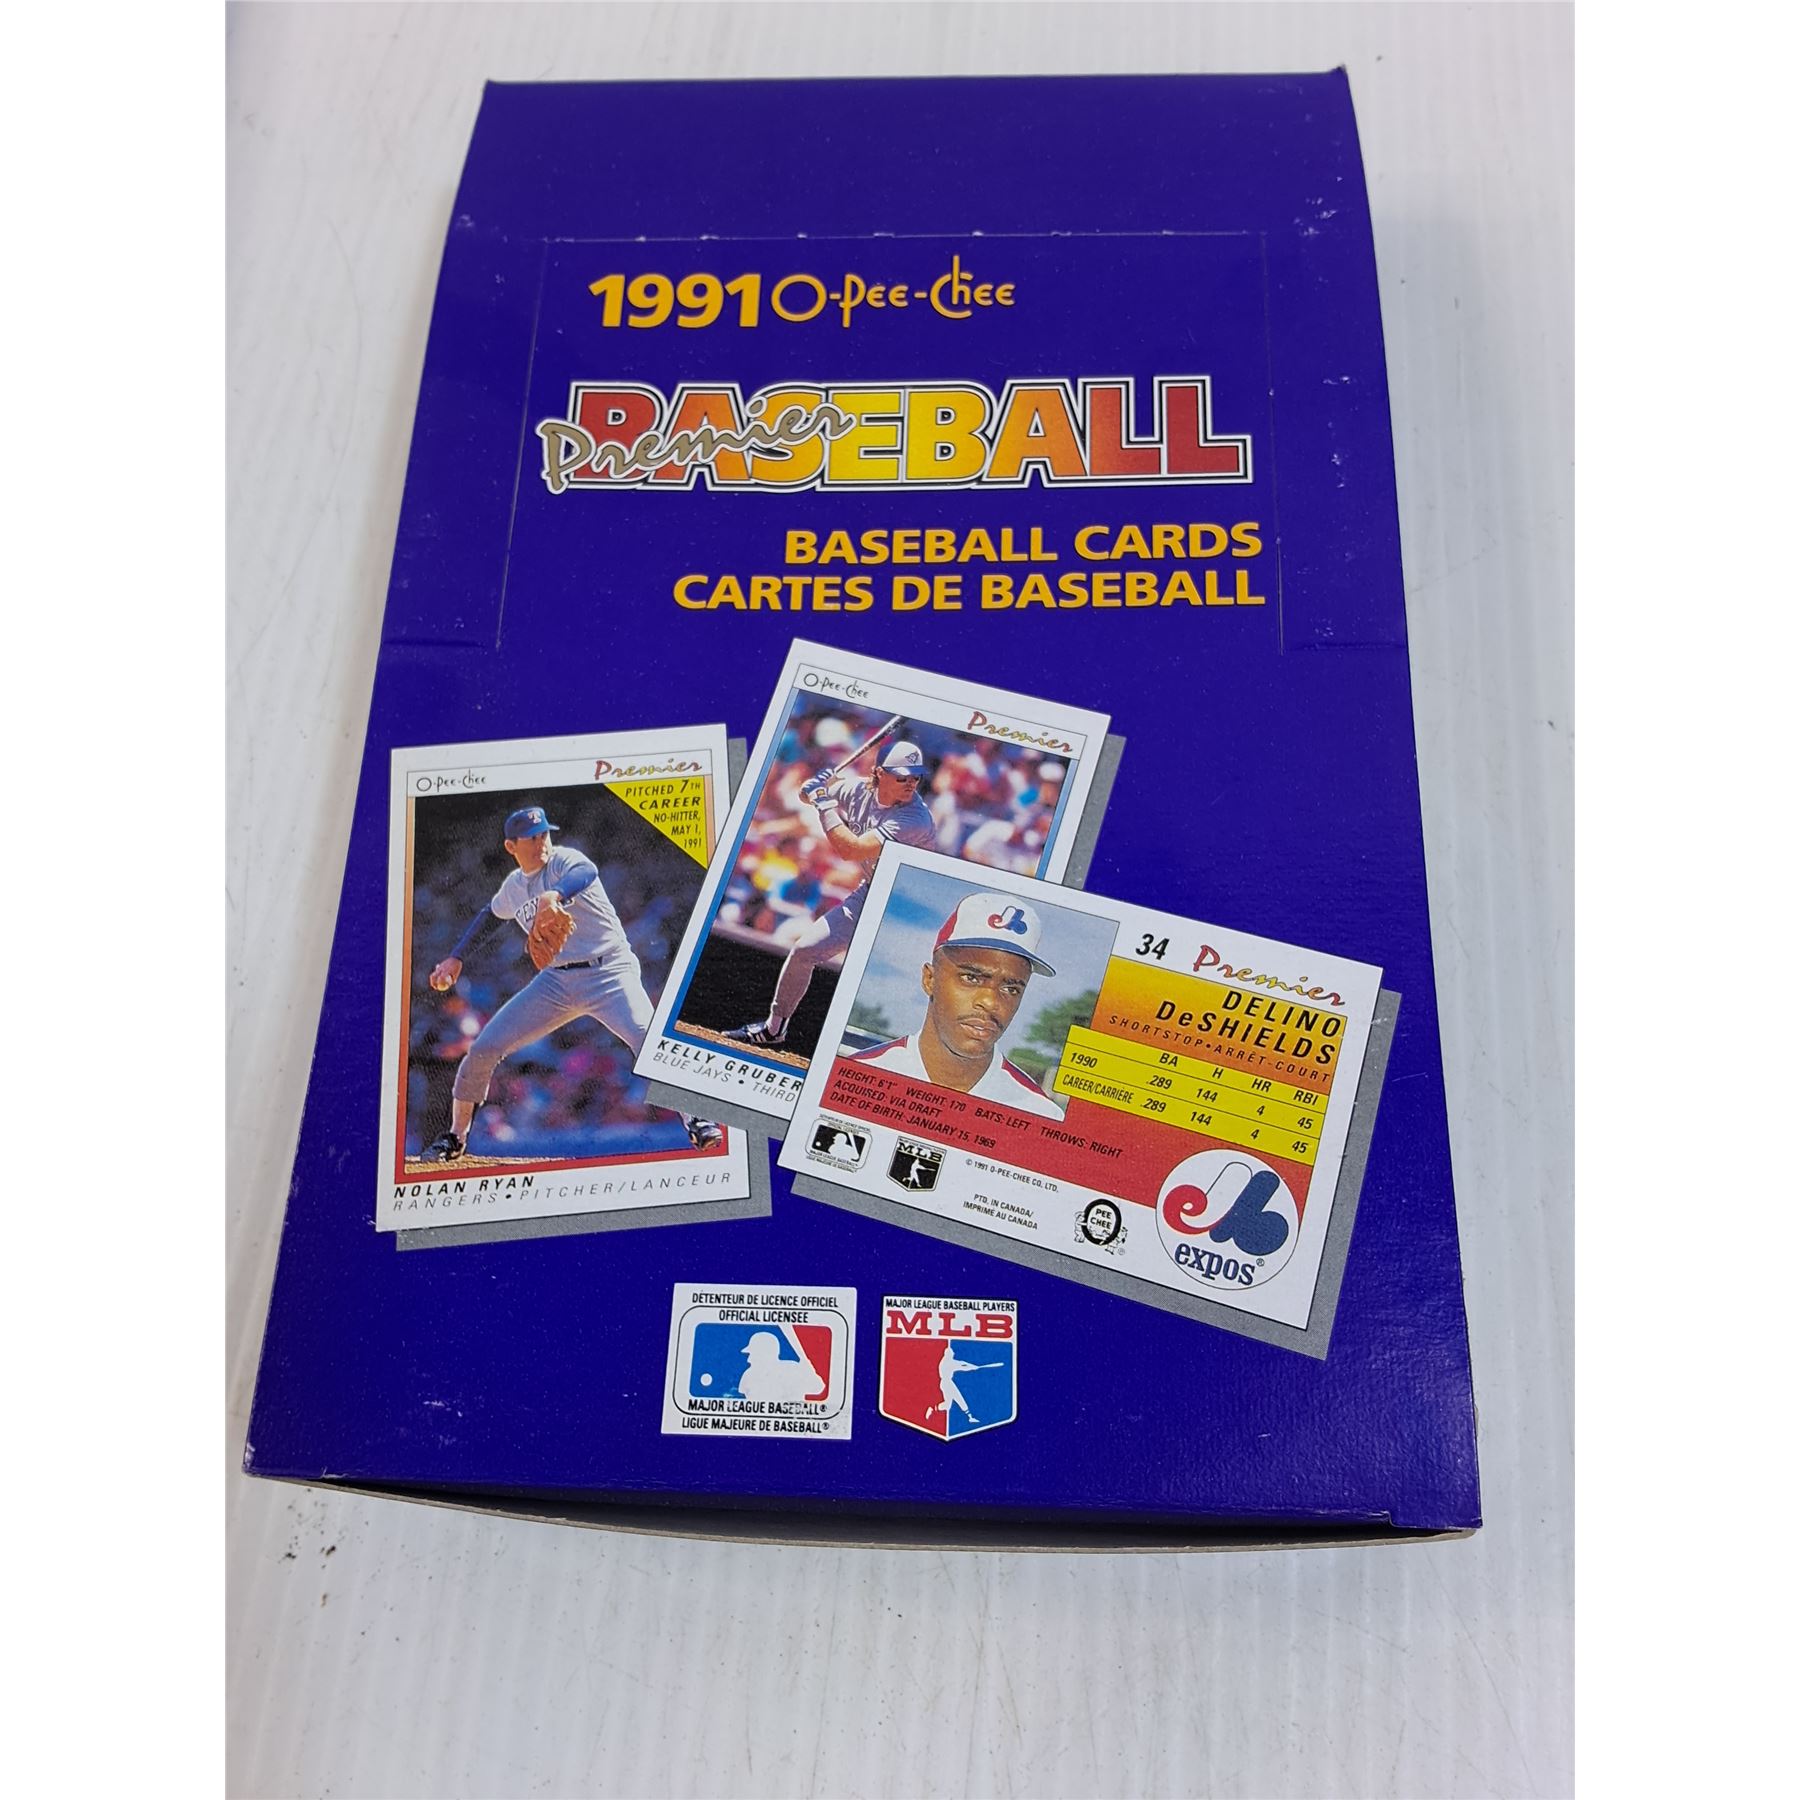 1991 O-Pee-Chee
Premier
BASEBALL
BASEBALL CARDS
CARTES DE BASEBALL
O-Pee-Chee
Premier
PITCHED 7TH
CAREER
NO-HITTER,
MAY 1,
1991
TEX
NOLAN RYAN
RANGERS • PITCHER/LANCEUR
O-Pee-Chee
Premier
KELLY GRUBER
BLUE JAYS • THIRD
34 Premier
DELINO
DeSHIELDS
SHORTSTOP • ARRÊT-COURT
BA H HR RBI
1990 .289 144 4 45
CAREER/CARRIÈRE .289 144 4 45
HEIGHT: 6'1" WEIGHT: 170 BATS: LEFT THROWS: RIGHT
ACQUIRED: VIA DRAFT
DATE OF BIRTH: JANUARY 15, 1969
MLB
© 1991 O-PEE-CHEE CO. LTD.
PTD. IN CANADA/
IMPRIMÉ AU CANADA
O
PEE
CHEE
expos®
DÉTENTEUR DE LICENCE OFFICIEL
OFFICIAL LICENSEE
MAJOR LEAGUE BASEBALL®
LIGUE MAJEURE DE BASEBALL®
MAJOR LEAGUE BASEBALL PLAYERS
MLB